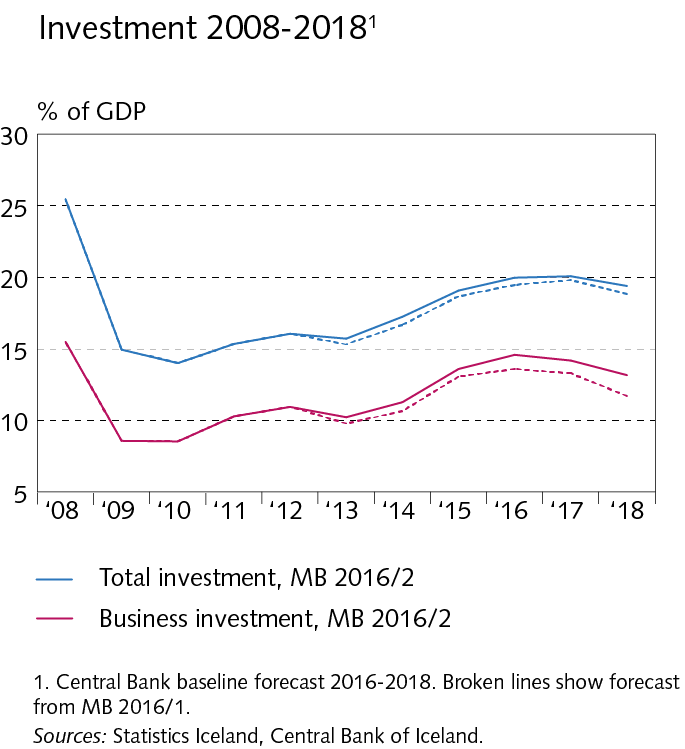 Investment 2008-2018¹
% of GDP
30
25
20
15
10
5
‘08 ‘09 ‘10 ‘11 ‘12 ‘13 ‘14 ‘15 ‘16 ‘17 ‘18
Total investment, MB 2016/2
Business investment, MB 2016/2
1. Central Bank baseline forecast 2016-2018. Broken lines show forecast
from MB 2016/1.
Sources: Statistics Iceland, Central Bank of Iceland.